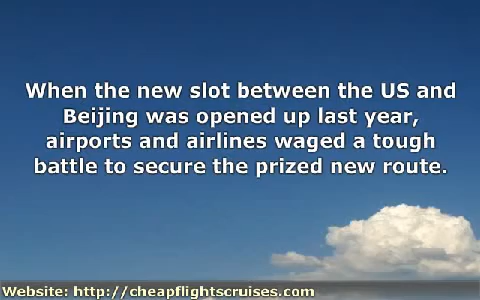 When the new slot between the US and
Beijing was opened up last year,
airports and airlines waged a tough
battle to secure the prized new route.
Website: http://cheapflightscruises.com